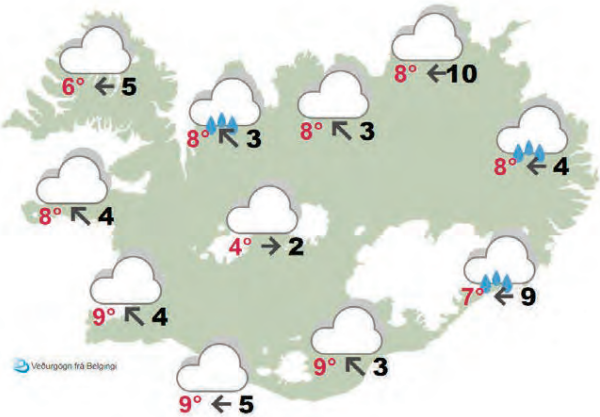 6° ← 5
8° ↖ 3
8° ↖ 3
8° ← 10
8° ← 4
8° ↖ 4
4° → 2
7° ← 9
9° ↖ 4
9° ↖ 3
9° ← 5
Veðurgögn frá Belgingi